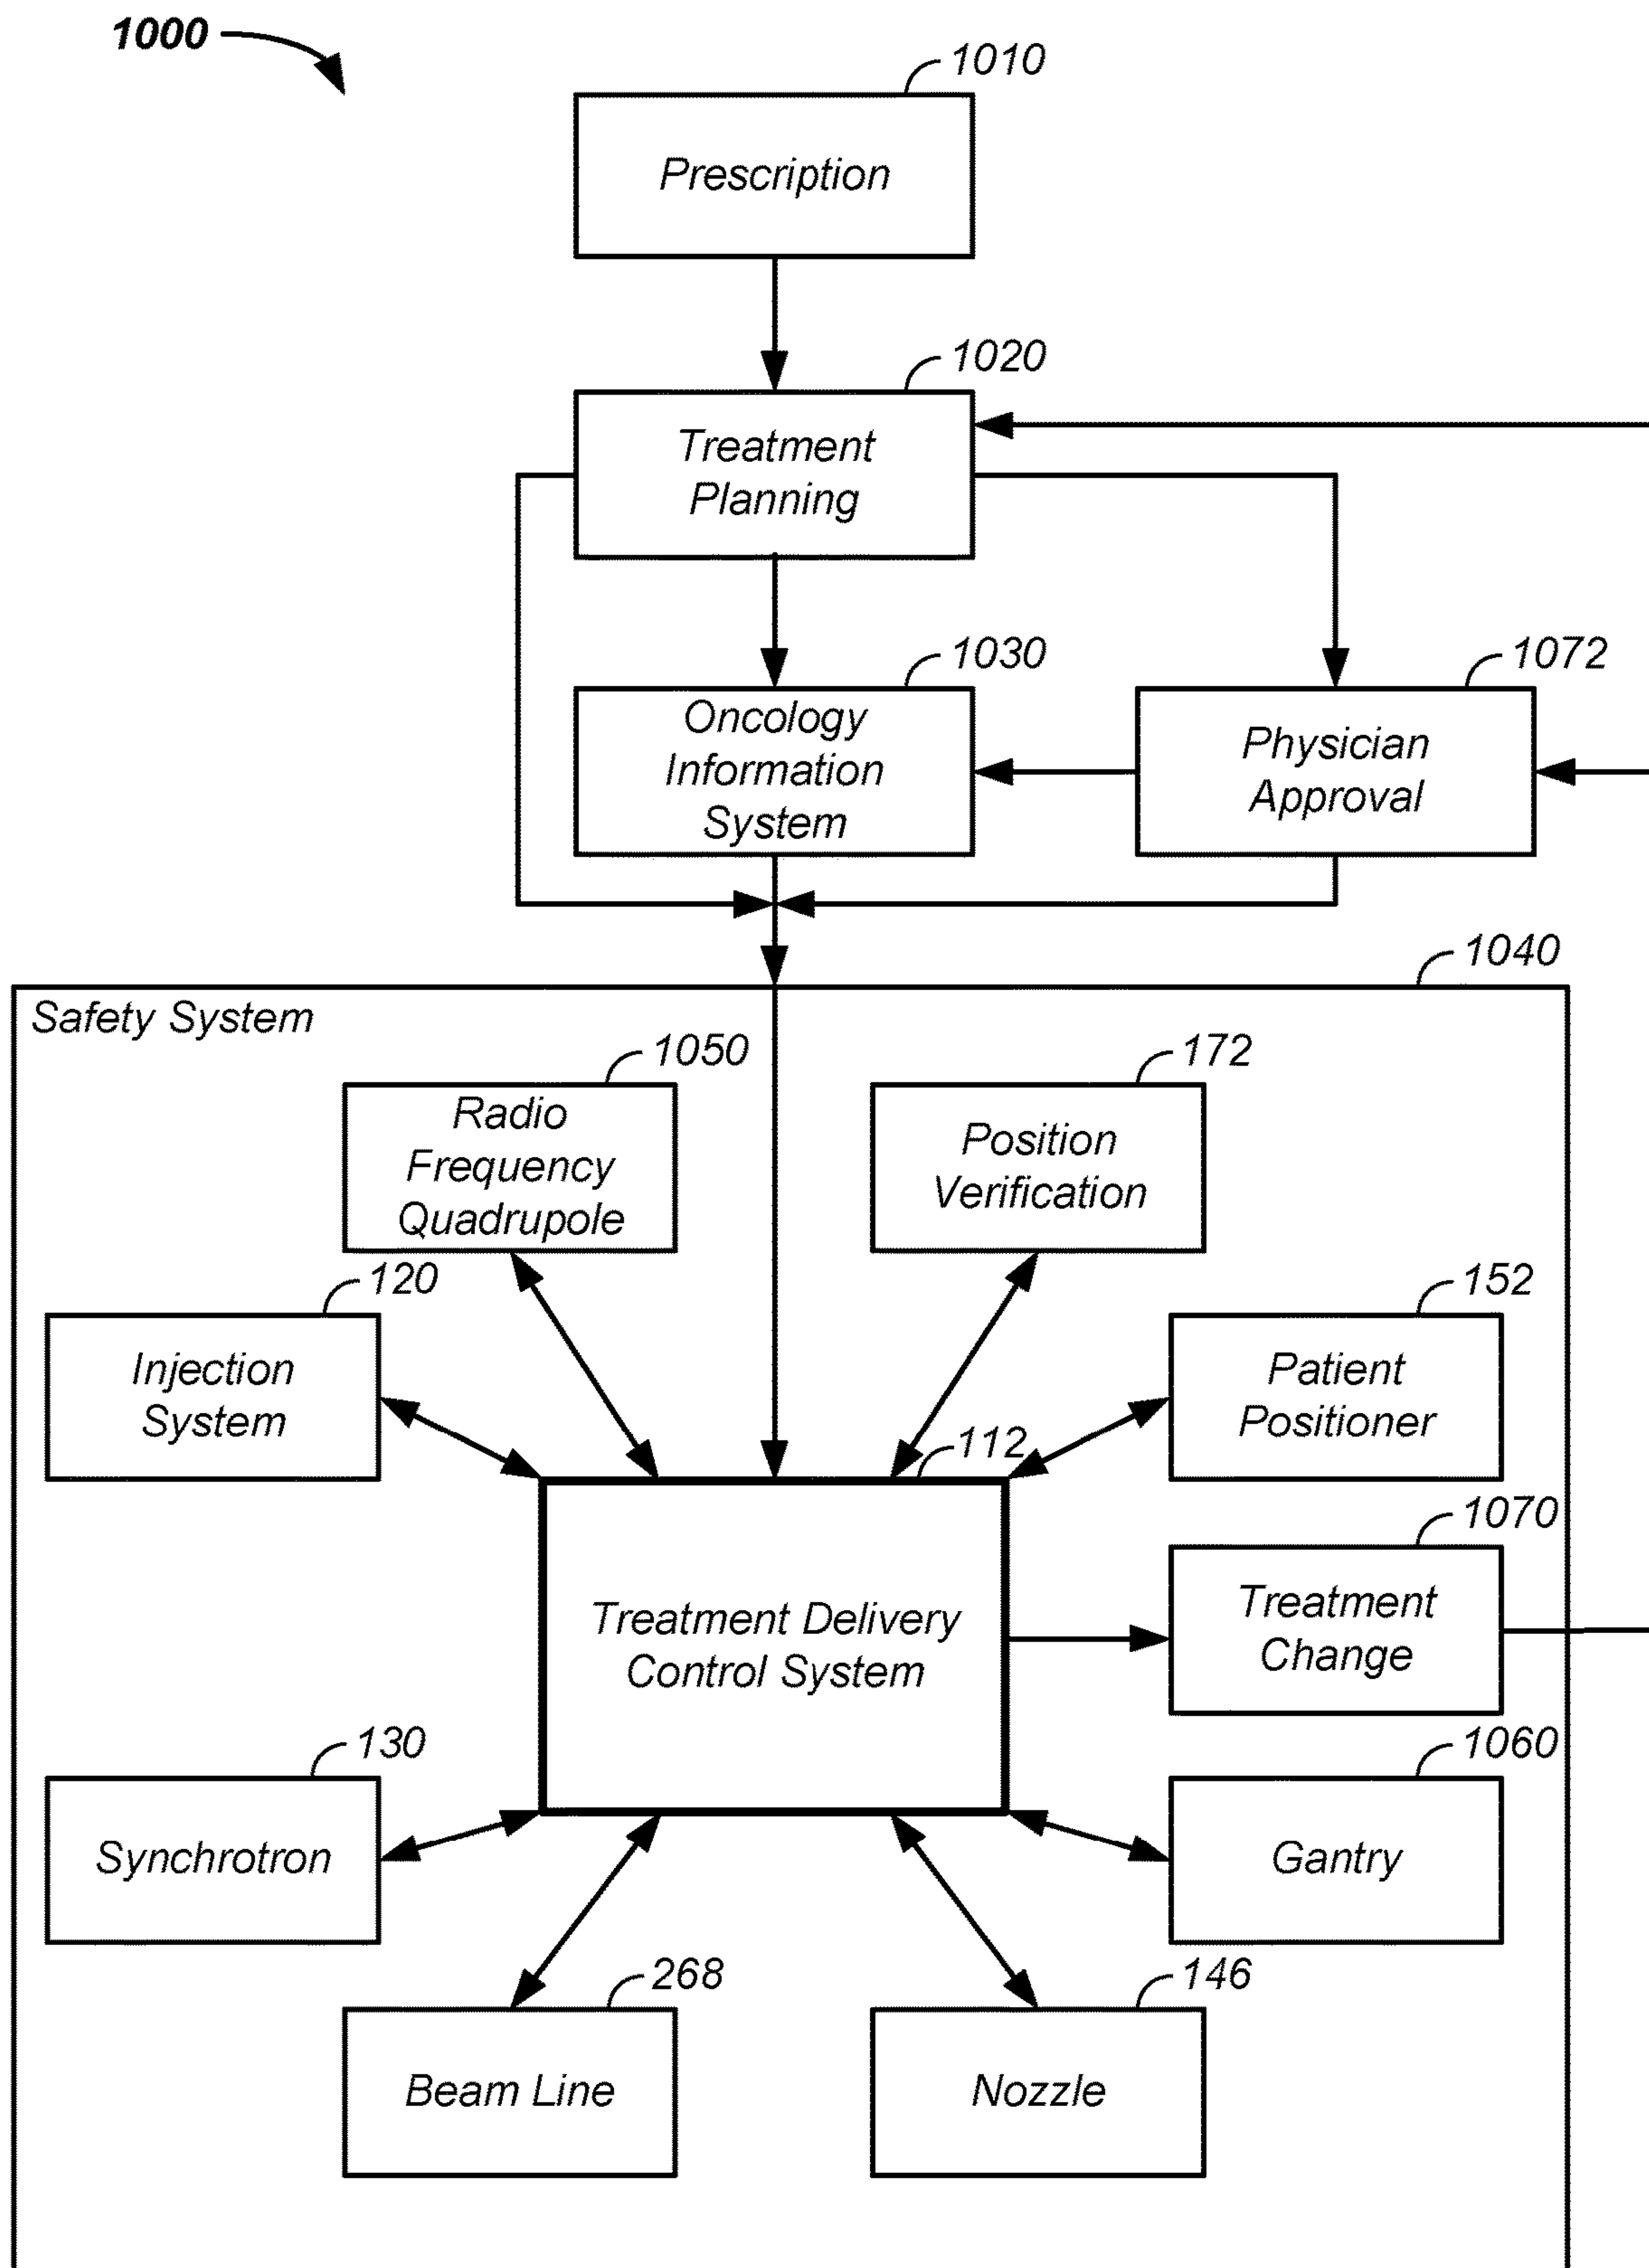 1000
1010
Prescription
1020
Treatment
Planning
1030
Oncology
Information
System
1072
Physician
Approval
1040
Safety System
1050
Radio
Frequency
Quadrupole
172
Position
Verification
120
Injection
System
152
Patient
Positioner
112
Treatment Delivery
Control System
1070
Treatment
Change
130
Synchrotron
1060
Gantry
268
Beam Line
146
Nozzle